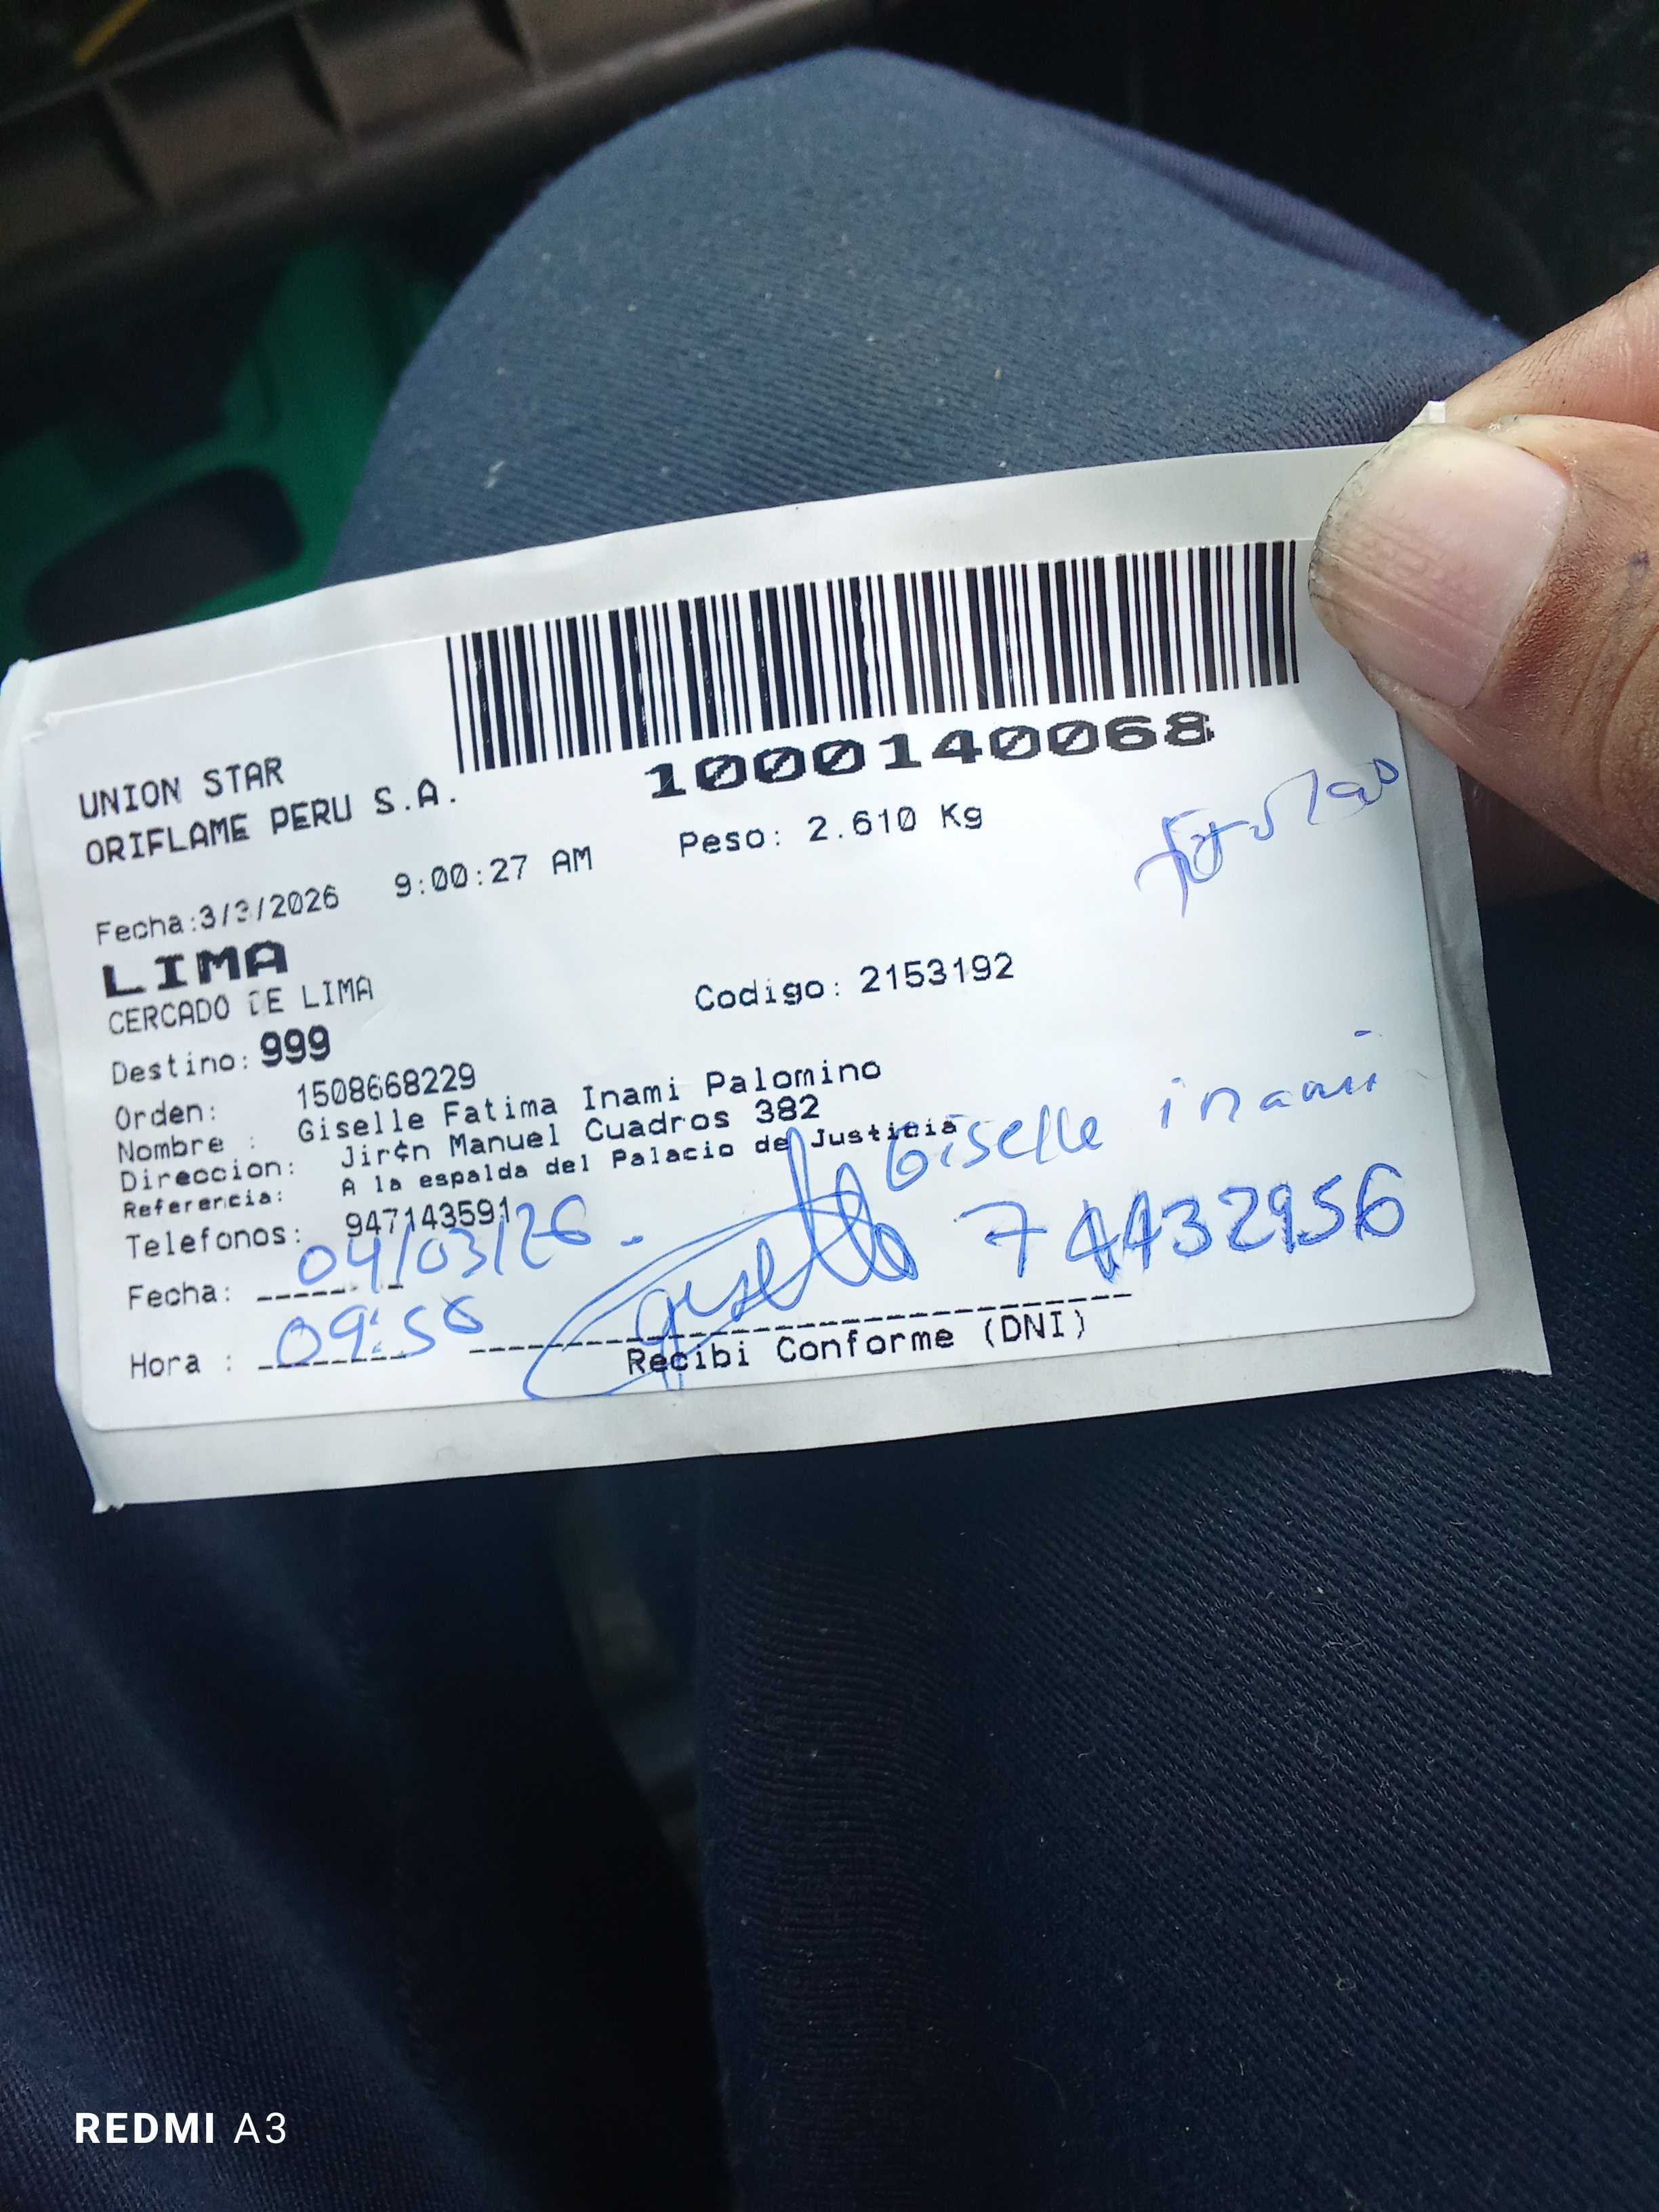 1000140068
UNION STAR
ORIFLAME PERU S.A.
Peso: 2.610 Kg
Fecha:3/3/2026 9:00:27 AM
LIMA
CERCADO DE LIMA
Codigo: 2153192
Destino: 999
Orden: 1508668229
Nombre : Giselle Fatima Inami Palomino
Direccion: Jir¢n Manuel Cuadros 382
Referencia: A la espalda del Palacio de Justicia
Giselle inami
Telefonos: 947143591
74432956
Fecha: 04/03/26.
Hora : 09:56
Giselle
Recibi Conforme (DNI)
REDMI A3